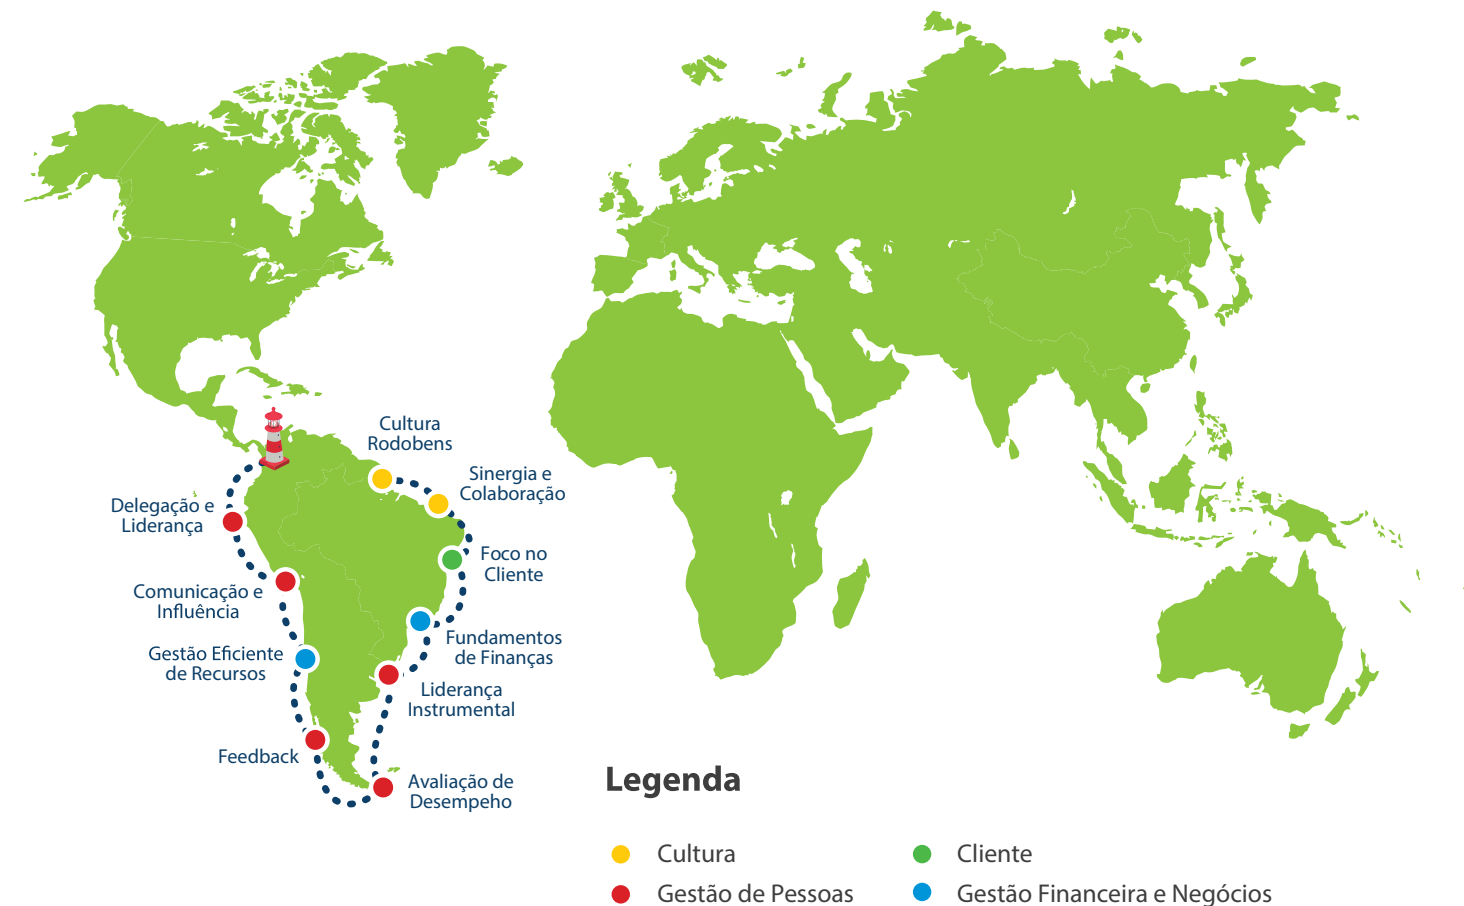 Cultura
Rodobens
Sinergia e
Colaboração
Delegação e
Liderança
Foco no
Cliente
Comunicação e
Influência
Fundamentos
de Finanças
Gestão Eficiente
de Recursos
Liderança
Instrumental
Feedback
Avaliação de
Desempeho
Legenda
Cultura
Cliente
Gestão de Pessoas
Gestão Financeira e Negócios